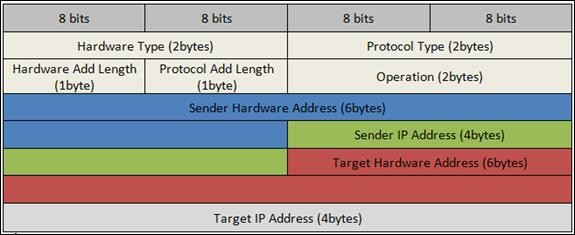 8 bits 8 bits 8 bits 8 bits
Hardware Type (2bytes) Protocol Type (2bytes)
Hardware Add Length
(1byte)
Protocol Add Length
(1byte)
Operation (2bytes)
Sender Hardware Address (6bytes)
Sender IP Address (4bytes)
Target Hardware Address (6bytes)
Target IP Address (4bytes)